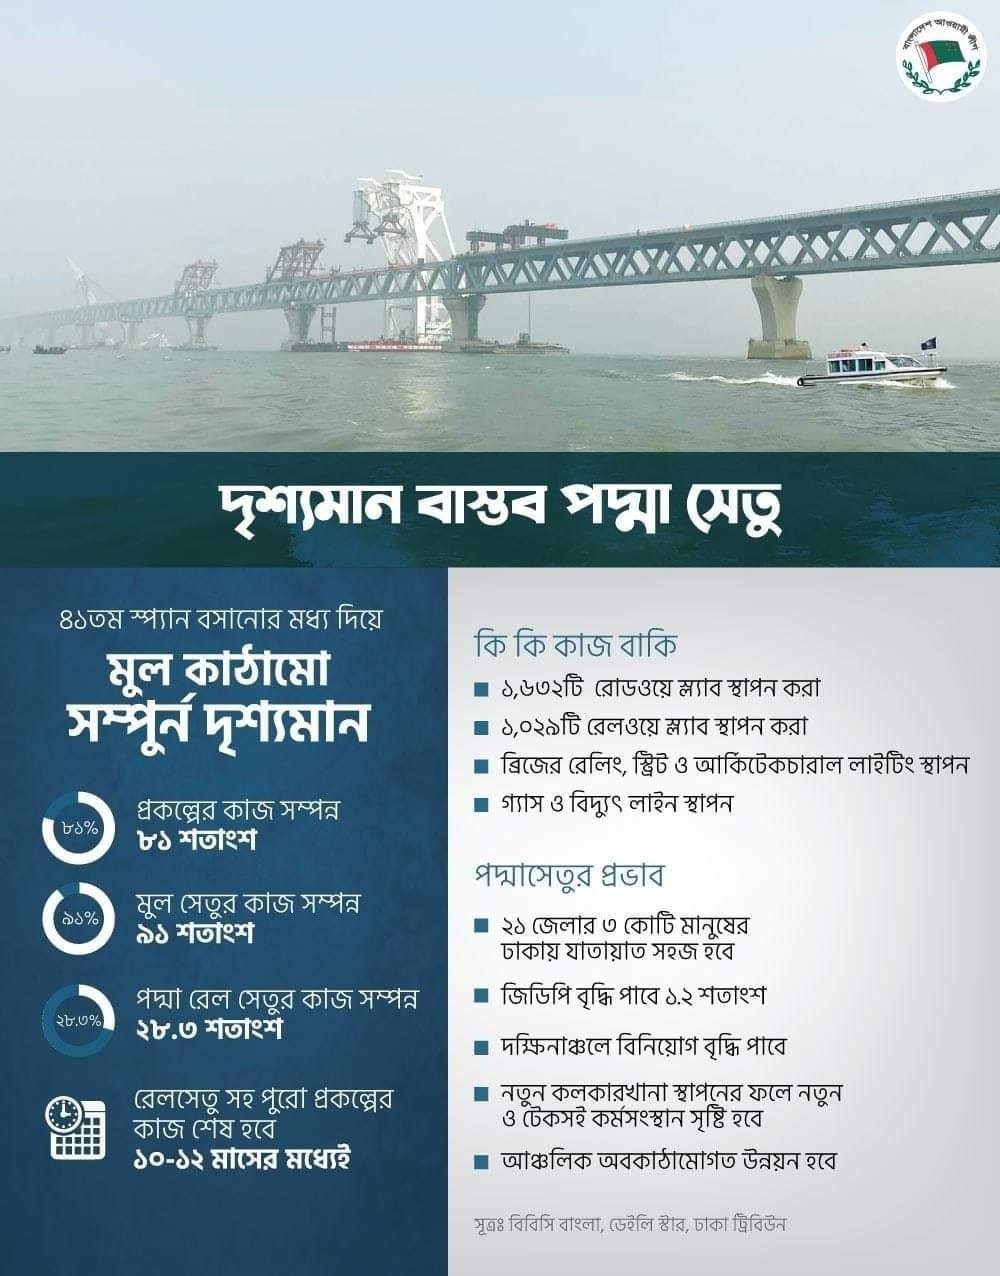 বাংলাদেশ আওয়ামী লীগ
দৃশ্যমান বাস্তব পদ্মা সেতু
৪১তম স্প্যান বসানোর মধ্য দিয়ে
মুল কাঠামো
সম্পুর্ন দৃশ্যমান
৮১%
প্রকল্পের কাজ সম্পন্ন
৮১ শতাংশ
৯১%
মুল সেতুর কাজ সম্পন্ন
৯১ শতাংশ
২৮.৩%
পদ্মা রেল সেতুর কাজ সম্পন্ন
২৮.৩ শতাংশ
রেলসেতু সহ পুরো প্রকল্পের
কাজ শেষ হবে
১০-১২ মাসের মধ্যেই
কি কি কাজ বাকি
১,৬৩২টি রোডওয়ে স্ল্যাব স্থাপন করা
১,০২৯টি রেলওয়ে স্ল্যাব স্থাপন করা
ব্রিজের রেলিং, স্ট্রিট ও আর্কিটেকচারাল লাইটিং স্থাপন
গ্যাস ও বিদ্যুৎ লাইন স্থাপন
পদ্মাসেতুর প্রভাব
২১ জেলার ৩ কোটি মানুষের
ঢাকায় যাতায়াত সহজ হবে
জিডিপি বৃদ্ধি পাবে ১.২ শতাংশ
দক্ষিনাঞ্চলে বিনিয়োগ বৃদ্ধি পাবে
নতুন কলকারখানা স্থাপনের ফলে নতুন
ও টেকসই কর্মসংস্থান সৃষ্টি হবে
আঞ্চলিক অবকাঠামোগত উন্নয়ন হবে
সূত্রঃ বিবিসি বাংলা, ডেইলি স্টার, ঢাকা ট্রিবিউন